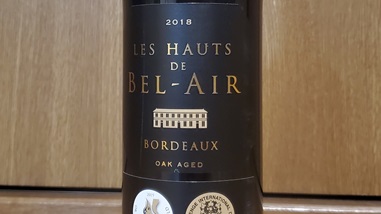 2018
LES HAUTS
DE
BEL-AIR
BORDEAUX
OAK AGED